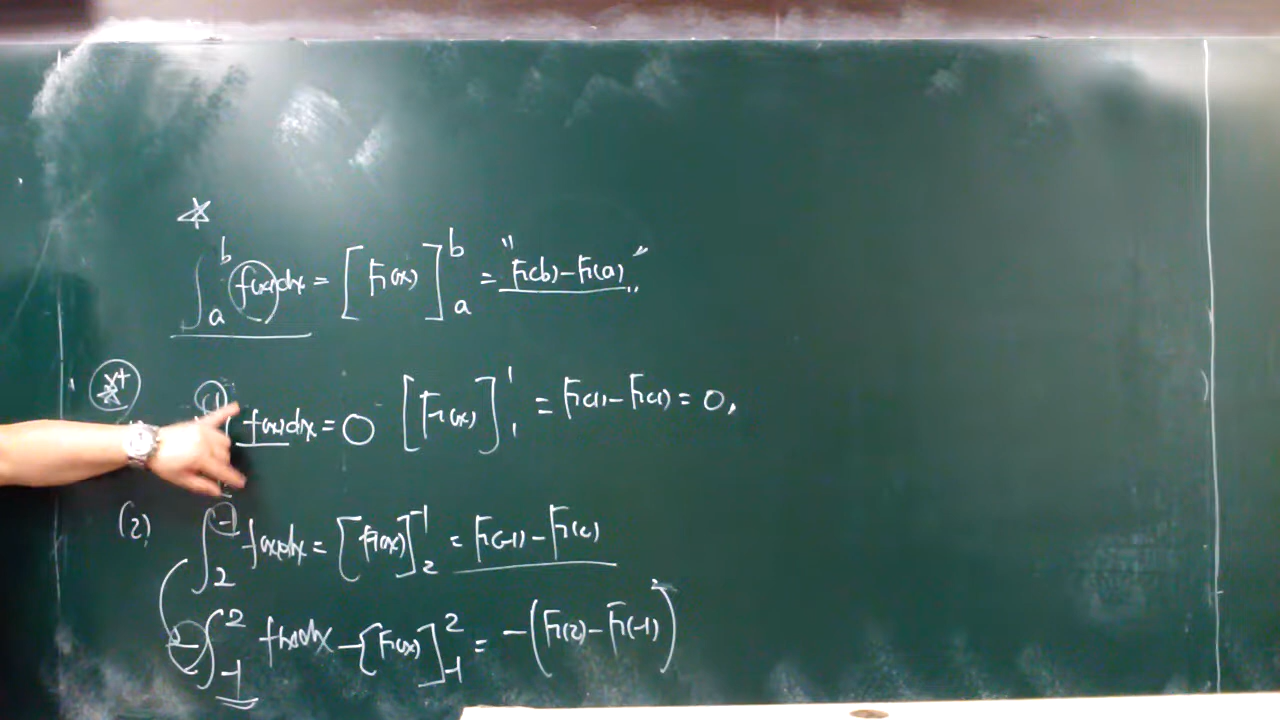 ☆
∫_a^b f(x)dx = [F(x)]_a^b = "F(b)-F(a)"
f(x)dx = 0 [F(x)]_1^1 = F(1)-F(1) = 0,
(2) ∫_2^-1 f(x)dx = [F(x)]_2^-1 = F(-1)-F(2)
-∫_-1^2 f(x)dx -[F(x)]_-1^2 = -(F(2)-F(-1))